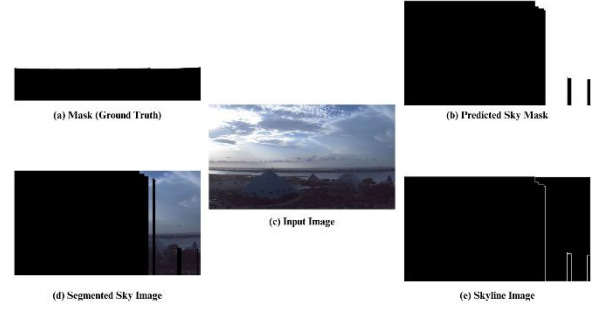 (a) Mask (Ground Truth)
(b) Predicted Sky Mask
(c) Input Image
(d) Segmented Sky Image
(e) Skyline Image